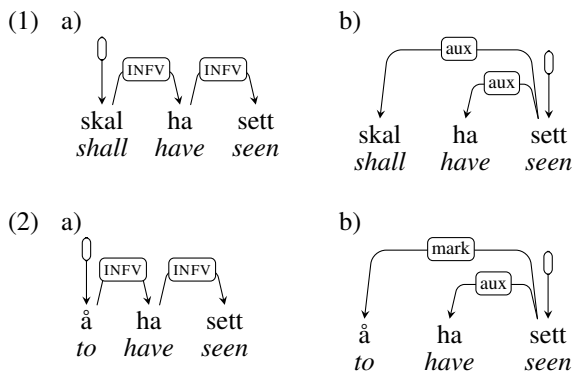 (1) a) b)
INFV INFV aux
aux
skal ha sett skal ha sett
shall have seen shall have seen
(2) a) b)
INFV INFV mark
aux
å ha sett å ha sett
to have seen to have seen